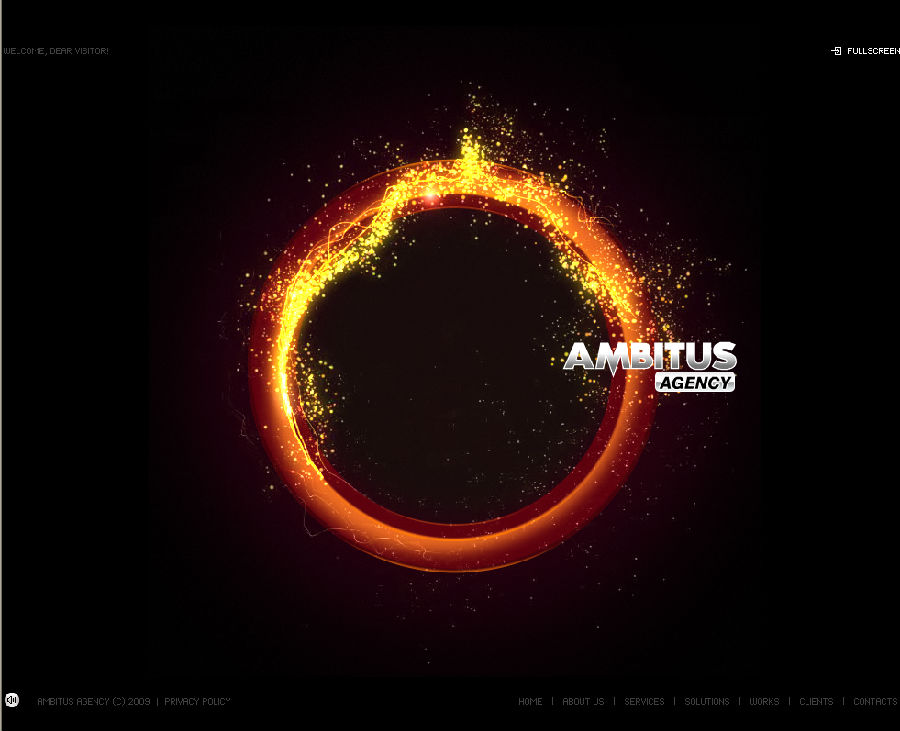 WELCOME, DEAR VISITOR!
FULLSCREEN
AMBITUS
AGENCY
AMBITUS AGENCY (C) 2009 | PRIVACY POLICY
HOME | ABOUT US | SERVICES | SOLUTIONS | WORKS | CLIENTS | CONTACTS